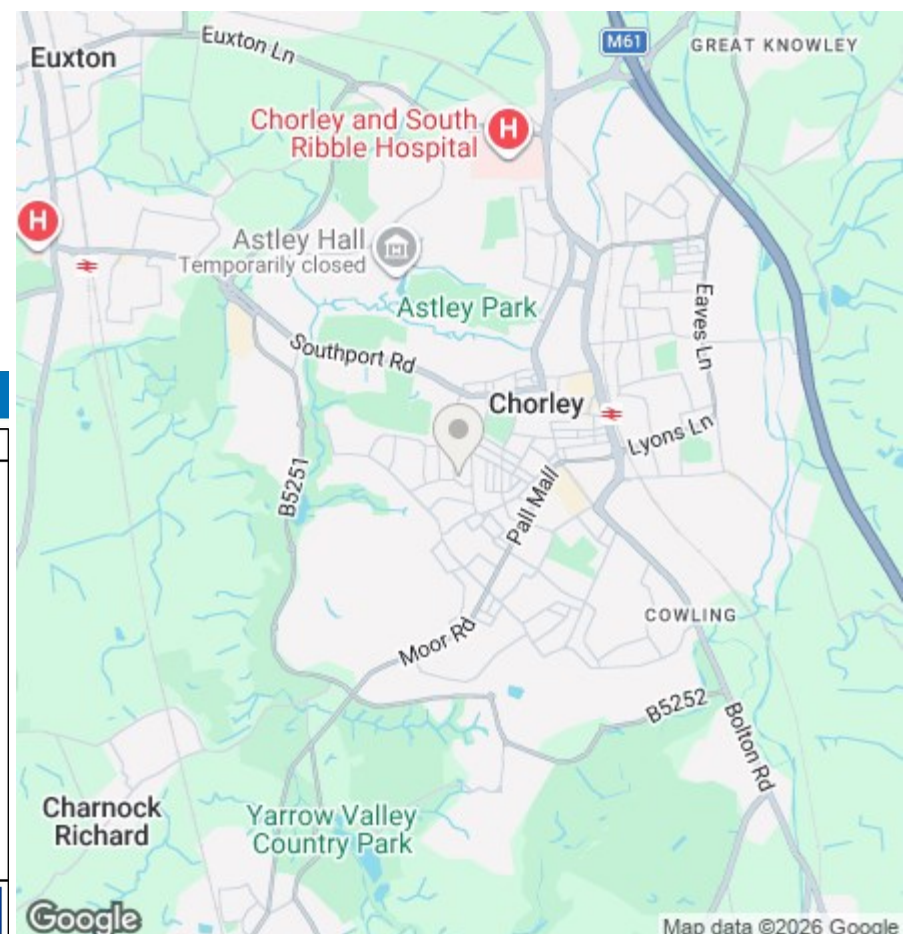 Euxton
Euxton Ln
M61
GREAT KNOWLEY
Chorley and South
Ribble Hospital
H
H
Astley Hall
Temporarily closed
Astley Park
Southport Rd
Eaves Ln
Chorley
Lyons Ln
B5251
Pall Mall
COWLING
Moor Rd
B5252
Bolton Rd
Charnock
Richard
Yarrow Valley
Country Park
Google
Map data ©2026 Google